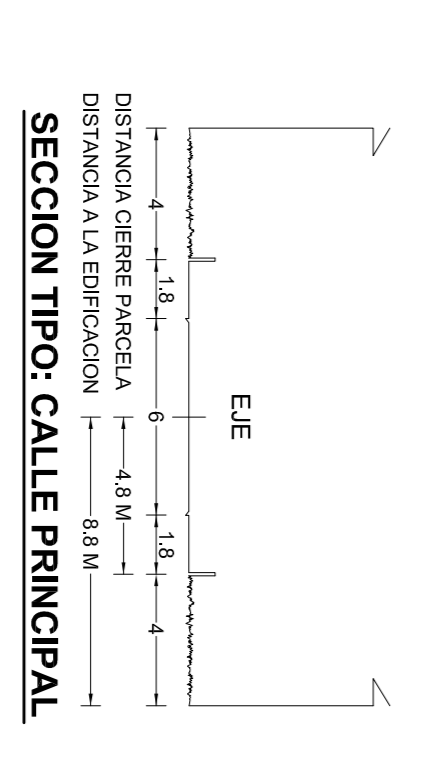 EJE
4
1.8
6
1.8
4
DISTANCIA CIERRE PARCELA
4.8 M
DISTANCIA A LA EDIFICACION
8.8 M
SECCION TIPO: CALLE PRINCIPAL